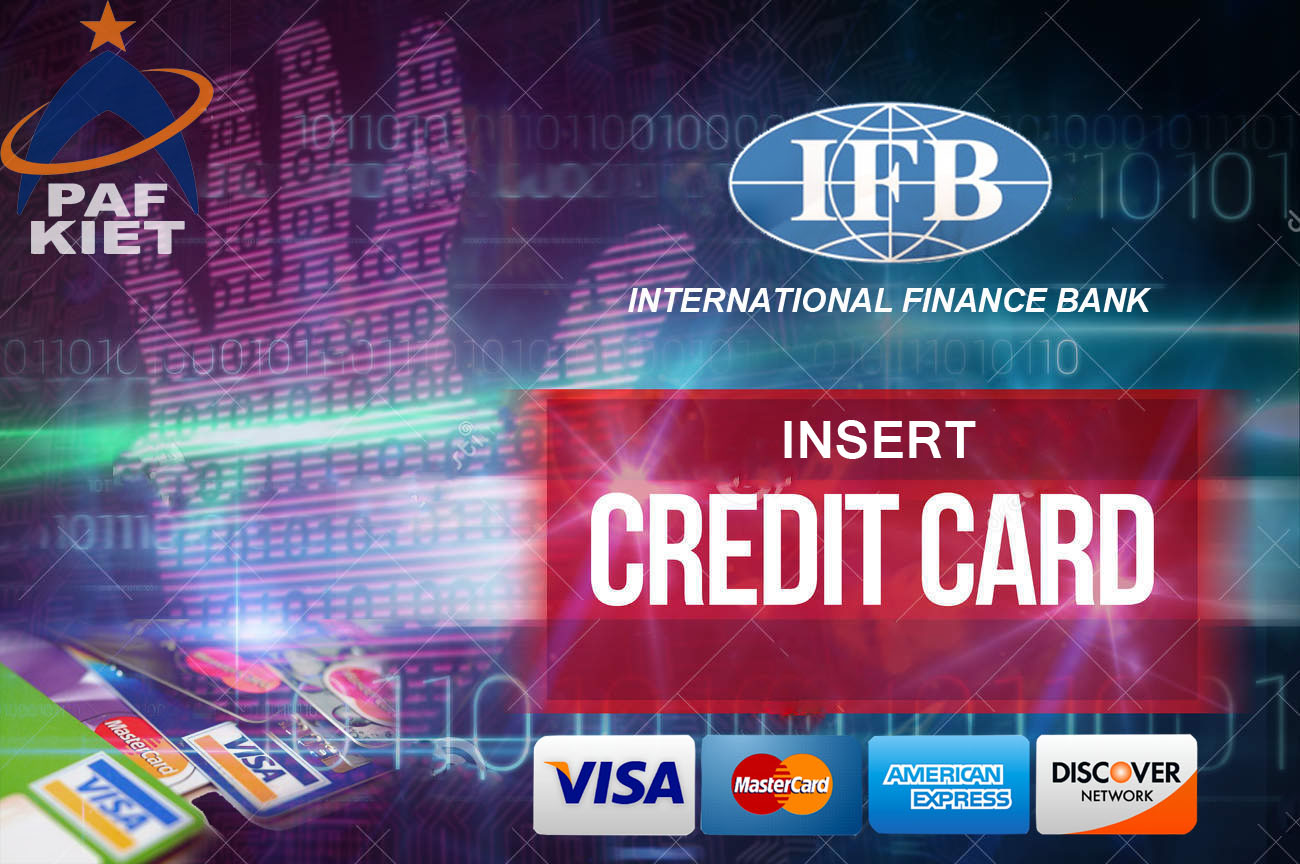 PAF
KIET
IFB
INTERNATIONAL FINANCE BANK
INSERT
CREDIT CARD
MasterCard
VISA
VISA
VISA
MasterCard
AMERICAN
EXPRESS
DISCOVER
NETWORK